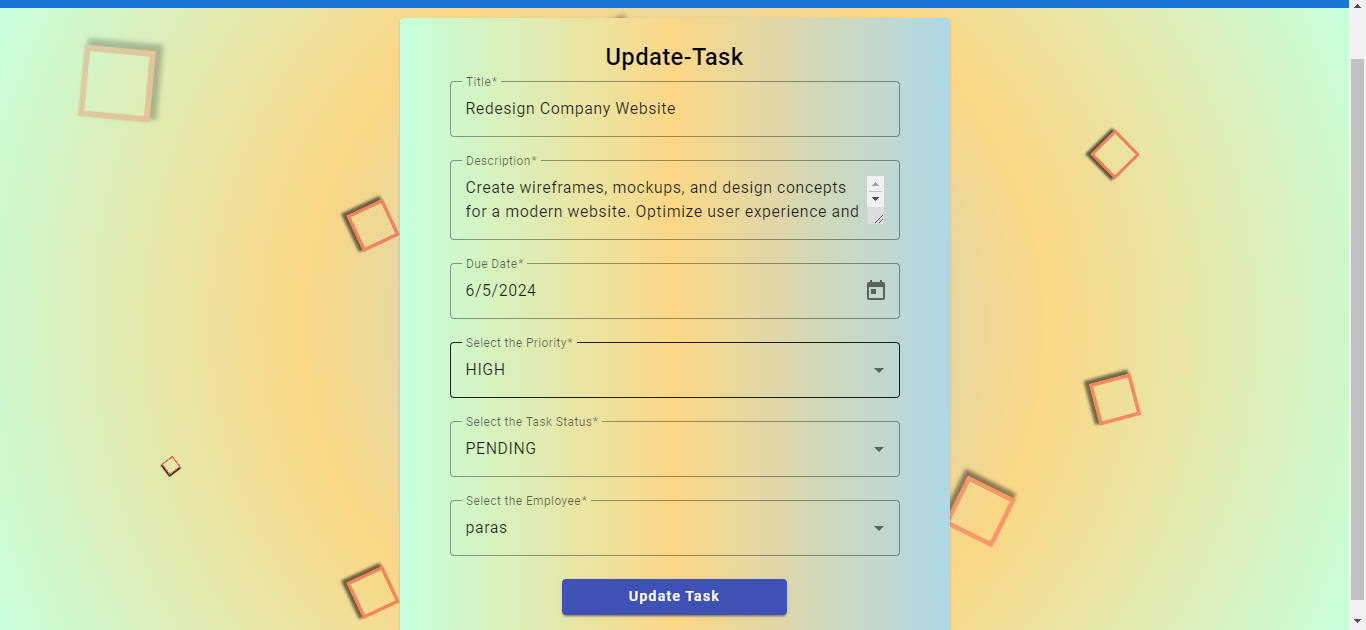 Update-Task
Title*
Redesign Company Website
Description*
Create wireframes, mockups, and design concepts
for a modern website. Optimize user experience and
Due Date*
6/5/2024
Select the Priority*
HIGH
Select the Task Status*
PENDING
Select the Employee*
paras
Update Task